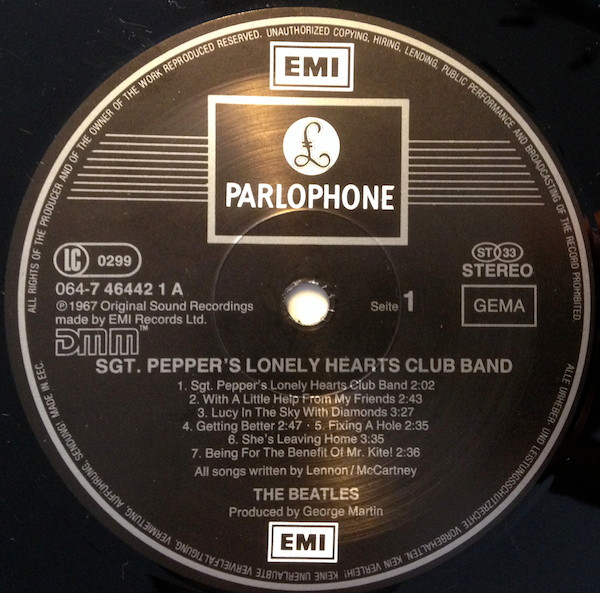 ALL RIGHTS OF THE PRODUCER AND OF THE OWNER OF THE WORK REPRODUCED RESERVED. UNAUTHORIZED COPYING, HIRING, LENDING, PUBLIC PERFORMANCE AND BROADCASTING OF THE RECORD PROHIBITED.
EMI
£
PARLOPHONE
LC 0299
064-7 46442 1 A
℗ 1967 Original Sound Recordings
made by EMI Records Ltd.
DMM™
Seite 1
ST 33
STEREO
GEMA
SGT. PEPPER'S LONELY HEARTS CLUB BAND
1. Sgt. Pepper's Lonely Hearts Club Band 2:02
2. With A Little Help From My Friends 2:43
3. Lucy In The Sky With Diamonds 3:27
4. Getting Better 2:47 · 5. Fixing A Hole 2:35
6. She's Leaving Home 3:35
7. Being For The Benefit Of Mr. Kite! 2:36
All songs written by Lennon/McCartney
THE BEATLES
Produced by George Martin
EMI
ALLE URHEBER- UND LEISTUNGSSCHUTZRECHTE VORBEHALTEN. KEIN VERLEIH! KEINE UNERLAUBTE VERVIELFÄLTIGUNG, VERMIETUNG, AUFFÜHRUNG, SENDUNG! MADE IN EEC.